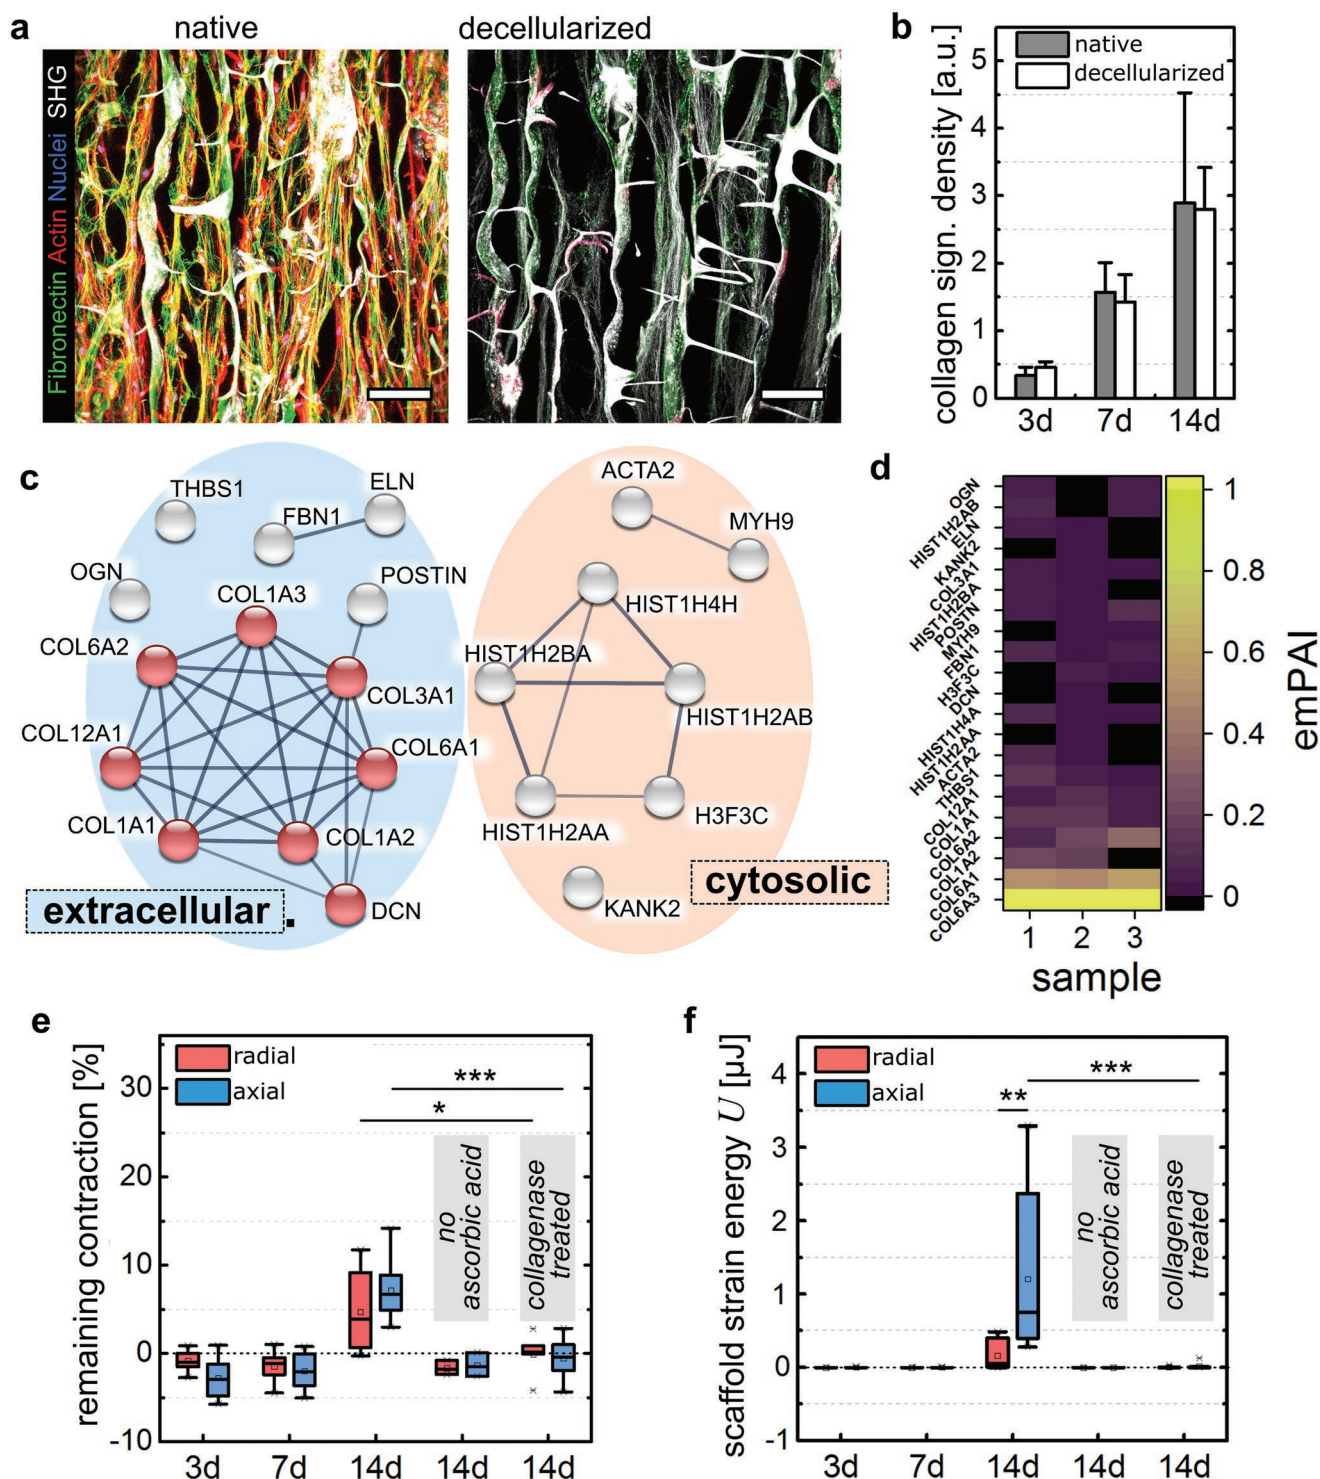 a
native
decellularized
Fibronectin Actin Nuclei SHG
b
collagen sign. density [a.u.]
native
decellularized
5
4
3
2
1
0
3d
7d
14d
c
THBS1
ELN
FBN1
OGN
POSTIN
COL1A3
COL6A2
COL3A1
COL12A1
COL6A1
COL1A1
COL1A2
DCN
extracellular.
ACTA2
MYH9
HIST1H4H
HIST1H2BA
HIST1H2AB
HIST1H2AA
H3F3C
KANK2
cytosolic
d
OGN
HIST1H2AB
ELN
KANK2
COL3A1
HIST1H2BA
POSTN
MYH9
FBN1
H3F3C
DCN
HIST1H4A
HIST1H2AA
ACTA2
THBS1
COL12A1
COL1A1
COL6A2
COL1A2
COL6A1
COL6A3
1
2
3
sample
1
0.8
0.6
0.4
0.2
0
emPAI
e
remaining contraction [%]
radial
axial
30
20
10
0
-10
***
*
no
ascorbic acid
collagenase
treated
3d
7d
14d
14d
14d
f
scaffold strain energy U [µJ]
radial
axial
4
3
2
1
0
-1
***
**
no
ascorbic acid
collagenase
treated
3d
7d
14d
14d
14d